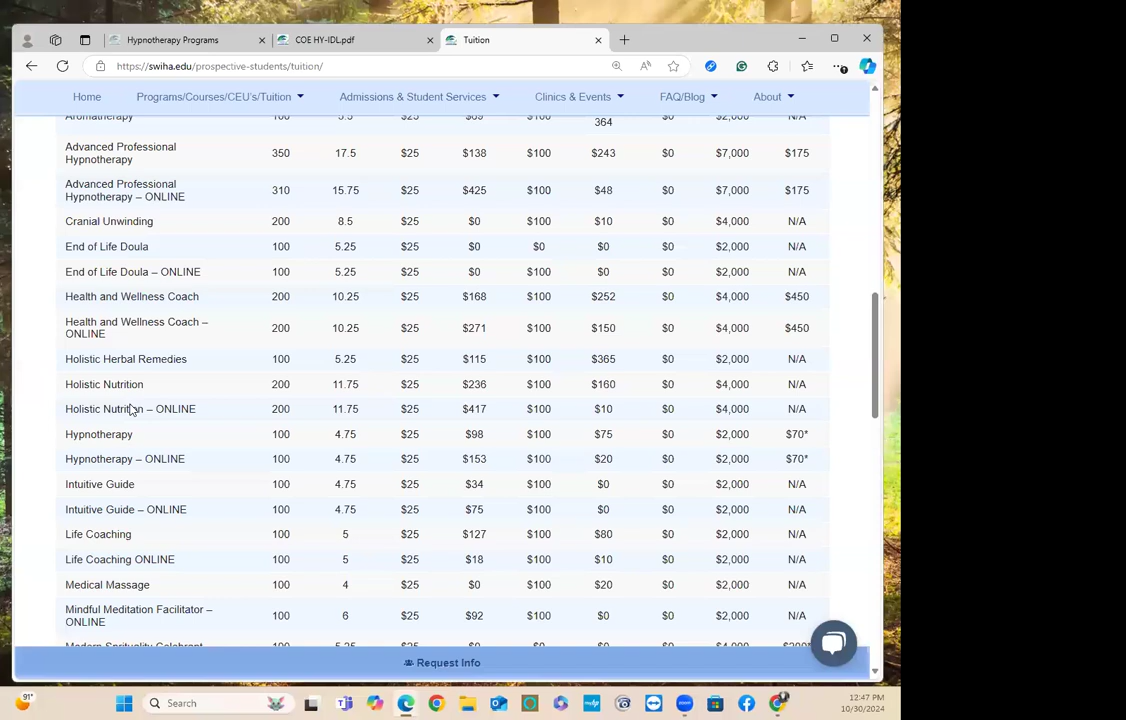 Hypnotherapy Programs
COE HY-IDL.pdf
Tuition
https://swiha.edu/prospective-students/tuition/
Home Programs/Courses/CEU's/Tuition Admissions & Student Services Clinics & Events FAQ/Blog About
Aromatherapy 100 5.5 $25 $69 $100 364 $0 $2,000 N/A
Advanced Professional
Hypnotherapy 350 17.5 $25 $138 $100 $243 $0 $7,000 $175
Advanced Professional
Hypnotherapy – ONLINE 310 15.75 $25 $425 $100 $48 $0 $7,000 $175
Cranial Unwinding 200 8.5 $25 $0 $100 $10 $0 $4,000 N/A
End of Life Doula 100 5.25 $25 $0 $0 $0 $0 $2,000 N/A
End of Life Doula – ONLINE 100 5.25 $25 $0 $100 $0 $0 $2,000 N/A
Health and Wellness Coach 200 10.25 $25 $168 $100 $252 $0 $4,000 $450
Health and Wellness Coach –
ONLINE 200 10.25 $25 $271 $100 $150 $0 $4,000 $450
Holistic Herbal Remedies 100 5.25 $25 $115 $100 $365 $0 $2,000 N/A
Holistic Nutrition 200 11.75 $25 $236 $100 $160 $0 $4,000 N/A
Holistic Nutrition – ONLINE 200 11.75 $25 $417 $100 $10 $0 $4,000 N/A
Hypnotherapy 100 4.75 $25 $98 $100 $75 $0 $2,000 $70*
Hypnotherapy – ONLINE 100 4.75 $25 $153 $100 $20 $0 $2,000 $70*
Intuitive Guide 100 4.75 $25 $34 $100 $0 $0 $2,000 N/A
Intuitive Guide – ONLINE 100 4.75 $25 $75 $100 $0 $0 $2,000 N/A
Life Coaching 100 5 $25 $127 $100 $80 $0 $2,000 N/A
Life Coaching ONLINE 100 5 $25 $18 $100 $10 $0 $2,000 N/A
Medical Massage 100 4 $25 $0 $100 $20 $0 $2,000 N/A
Mindful Meditation Facilitator –
ONLINE 100 6 $25 $92 $100 $0 $0 $2,000 N/A
Modern Spirituality Celebrant 100 5.25 $25 $0 $100 $0 $0
Request Info
91°
Search
12:47 PM
10/30/2024